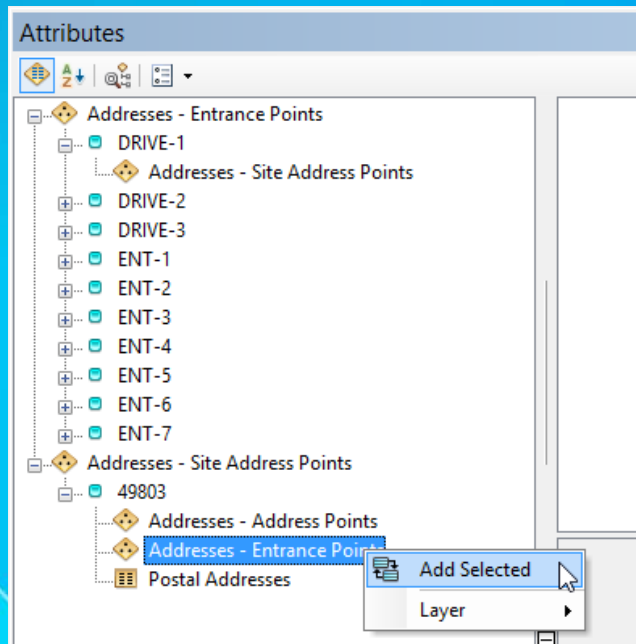 Attributes
Addresses - Entrance Points
DRIVE-1
Addresses - Site Address Points
DRIVE-2
DRIVE-3
ENT-1
ENT-2
ENT-3
ENT-4
ENT-5
ENT-6
ENT-7
Addresses - Site Address Points
49803
Addresses - Address Points
Addresses - Entrance Point
Add Selected
Postal Addresses
Layer